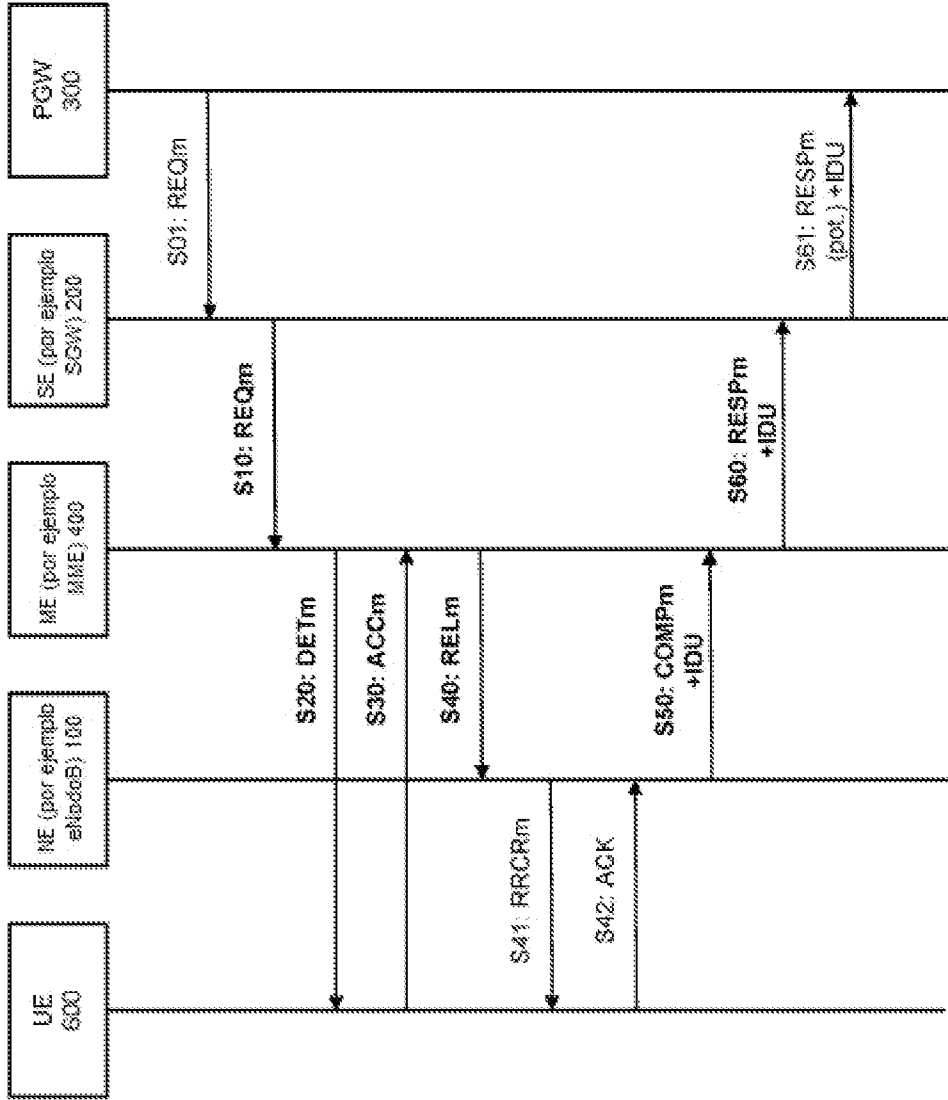 UE
600
NE (por ejemplo
eNodoB) 100
ME (por ejemplo
MME) 400
SE (por ejemplo
SGW) 200
PGW
300
S01: REQm
S10: REQm
S20: DETm
S30: ACCm
S40: RELm
S41: RRCRm
S42: ACK
S50: COMPm
+IDU
S60: RESPm
+IDU
S61: RESPm
(pot.) +IDU